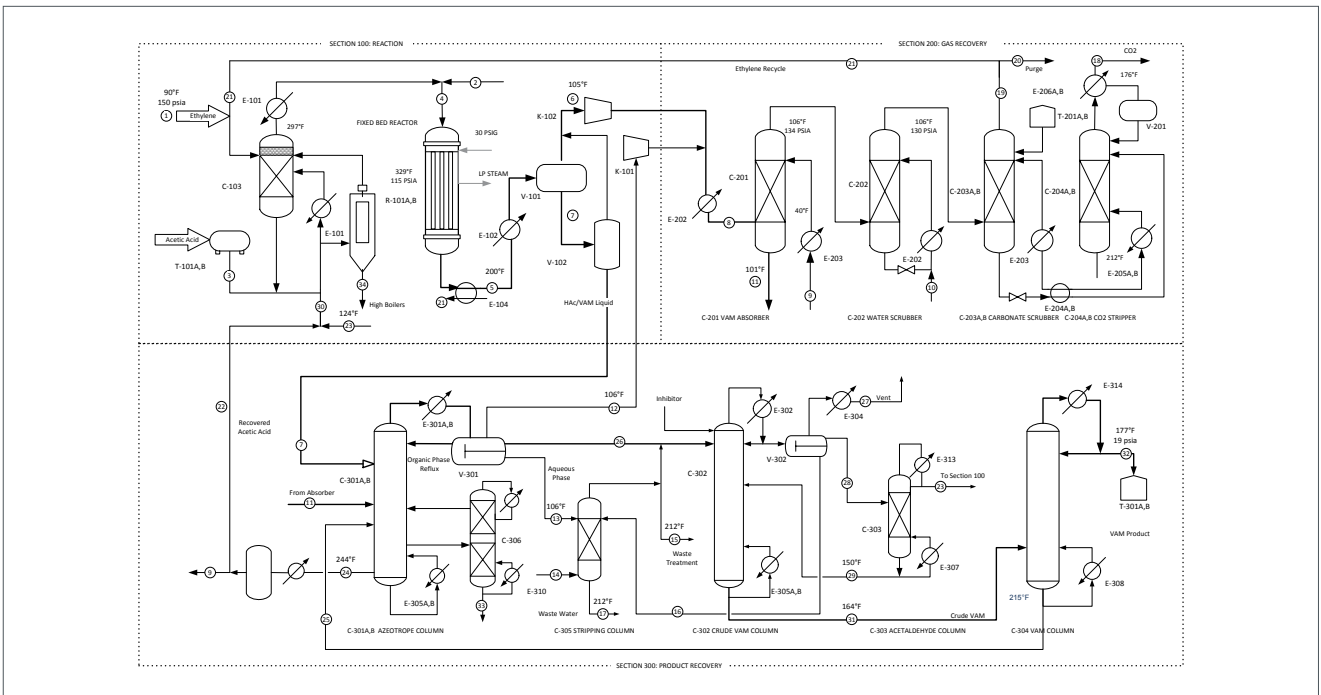 SECTION 100: REACTION
SECTION 200: GAS RECOVERY
CO2
18
20
Purge
21
Ethylene Recycle
176°F
90°F
150 psia
1
Ethylene
21
E-101
297°F
2
4
105°F
6
K-102
19
E-206A,B
T-201A,B
V-201
FIXED BED REACTOR
30 PSIG
106°F
134 PSIA
106°F
130 PSIA
K-101
LP STEAM
329°F
115 PSIA
R-101A,B
V-101
C-103
C-201
C-202
C-203A,B
C-204A,B
E-202
8
40°F
7
E-101
E-102
Acetic Acid
E-203
E-202
E-203
V-102
T-101A,B
3
200°F
5
21
E-104
34
High Boilers
212°F
E-205A,B
101°F
11
9
10
E-204A,B
30
124°F
23
HAc/VAM Liquid
C-201 VAM ABSORBER
C-202 WATER SCRUBBER
C-203A,B CARBONATE SCRUBBER
C-204A,B CO2 STRIPPER
22
Recovered
Acetic Acid
106°F
12
E-301A,B
Inhibitor
E-302
E-304
27
Vent
E-314
177°F
19 psia
32
7
Organic Phase
Reflux
V-301
26
C-302
V-302
E-313
To Section 100
23
T-301A,B
C-301A,B
Aqueous
Phase
28
VAM Product
From Absorber
11
106°F
13
C-306
C-303
212°F
15
Waste
Treatment
244°F
24
9
E-305A,B
E-310
14
150°F
29
E-307
E-305A,B
E-308
25
33
Waste Water
212°F
17
16
164°F
31
Crude VAM
215°F
C-301A,B AZEOTROPE COLUMN
C-305 STRIPPING COLUMN
C-302 CRUDE VAM COLUMN
C-303 ACETALDEHYDE COLUMN
C-304 VAM COLUMN
SECTION 300: PRODUCT RECOVERY